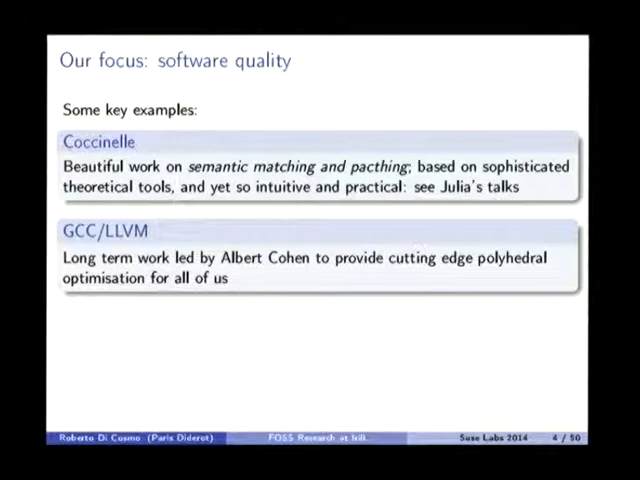 Our focus: software quality
Some key examples:
Coccinelle
Beautiful work on semantic matching and pacthing; based on sophisticated
theoretical tools, and yet so intuitive and practical: see Julia's talks
GCC/LLVM
Long term work led by Albert Cohen to provide cutting edge polyhedral
optimisation for all of us
Roberto Di Cosmo (Paris Diderot) FOSS Research at Irill Suse Labs 2014 4 / 50